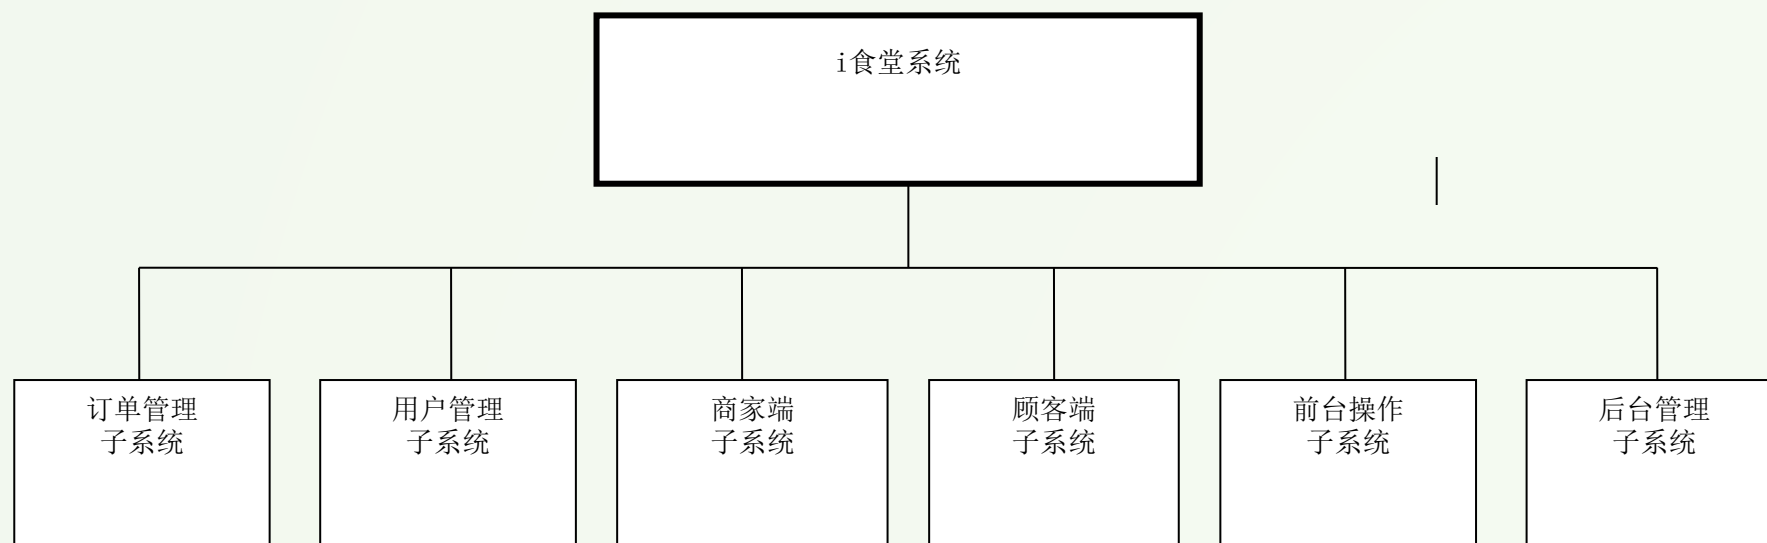 i食堂系统
订单管理
子系统
用户管理
子系统
商家端
子系统
顾客端
子系统
前台操作
子系统
后台管理
子系统